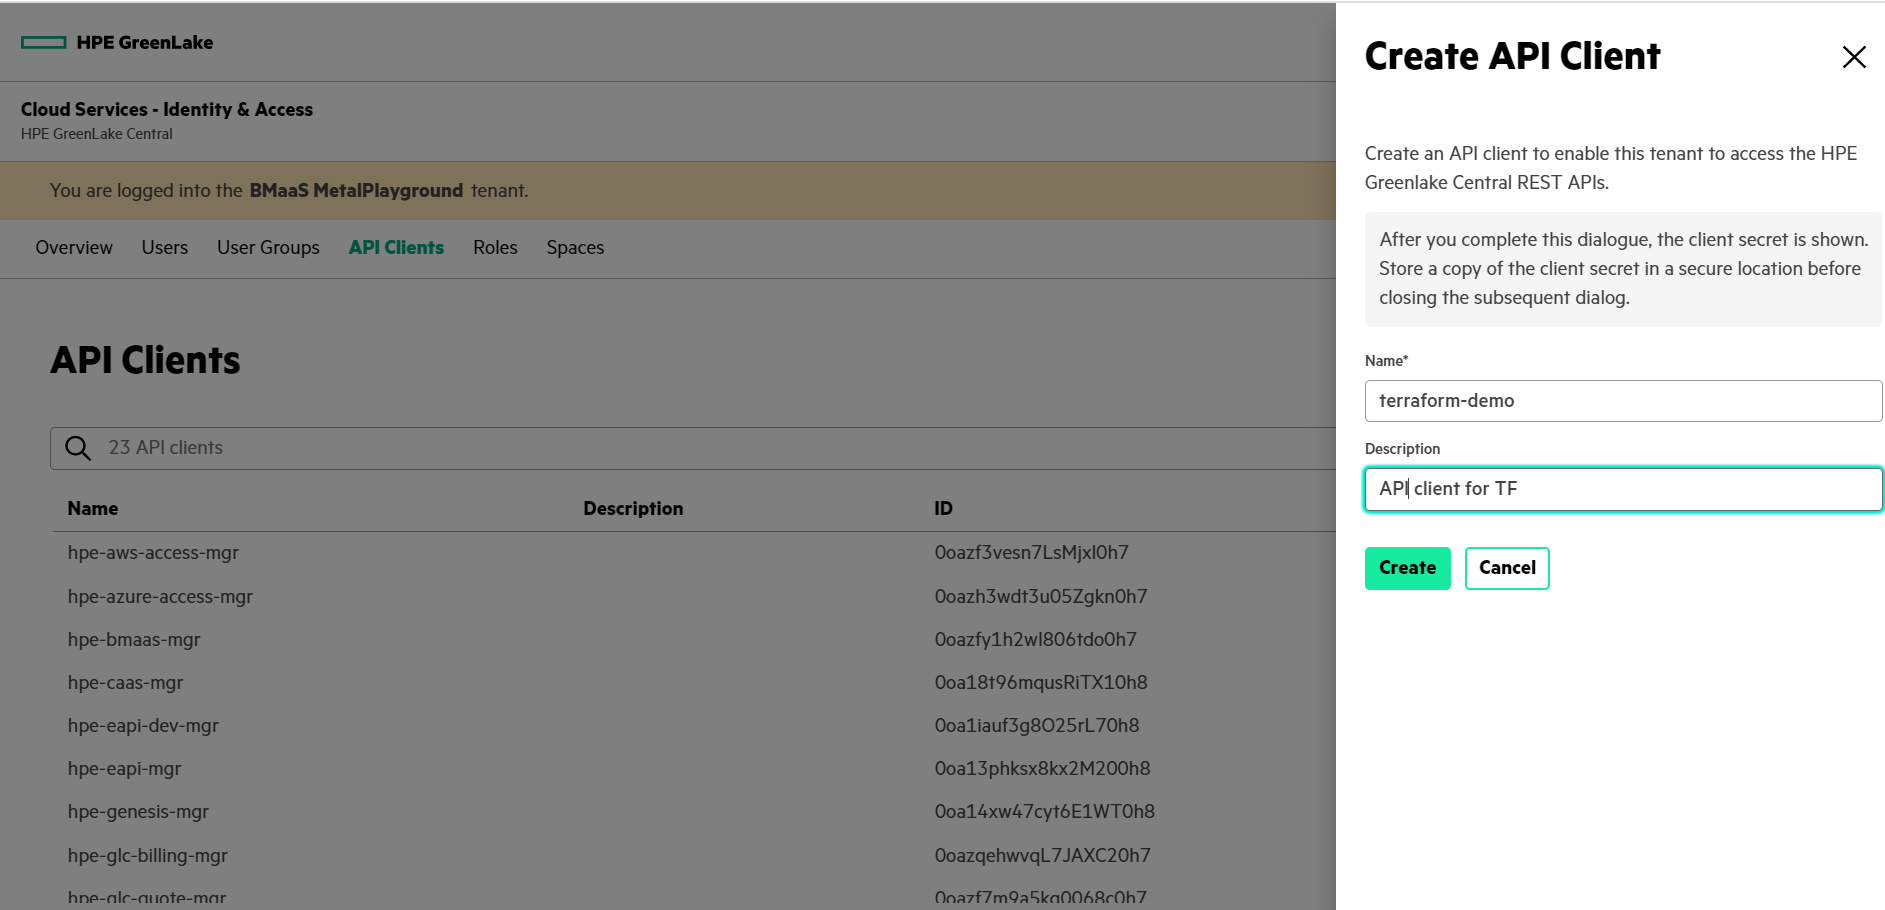 HPE GreenLake
Cloud Services - Identity & Access
HPE GreenLake Central
You are logged into the BMaaS MetalPlayground tenant.
Overview Users User Groups API Clients Roles Spaces
API Clients
23 API clients
Name Description ID
hpe-aws-access-mgr 0oazf3vesn7LsMjxl0h7
hpe-azure-access-mgr 0oazh3wdt3u05Zgkn0h7
hpe-bmaas-mgr 0oazfy1h2wl806tdo0h7
hpe-caas-mgr 0oa18t96mqusRiTX10h8
hpe-eapi-dev-mgr 0oa1iauf3g8O25rL70h8
hpe-eapi-mgr 0oa13phksx8kx2M200h8
hpe-genesis-mgr 0oa14xw47cyt6E1WT0h8
hpe-glc-billing-mgr 0oazqehwvqL7JAXC20h7
hpe-glc-quote-mgr 0oazf7m9a5kq0068c0h7
Create API Client
Create an API client to enable this tenant to access the HPE
Greenlake Central REST APIs.
After you complete this dialogue, the client secret is shown.
Store a copy of the client secret in a secure location before
closing the subsequent dialog.
Name*
terraform-demo
Description
API client for TF
Create Cancel